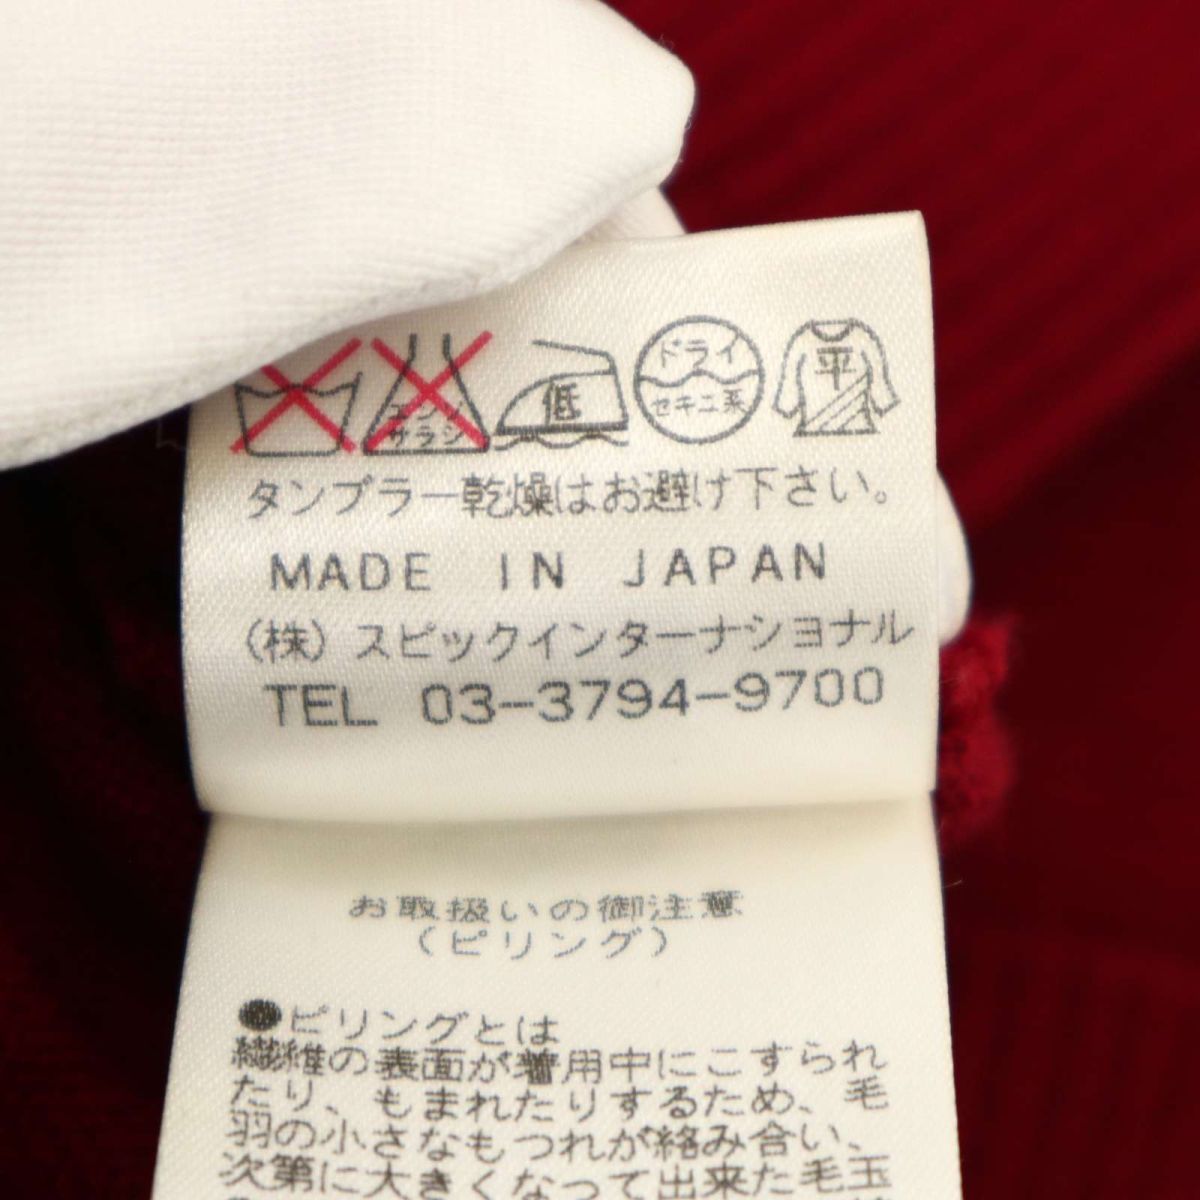 エンソ
サラシ
低
ドライ
セキユ系
平
タンブラー乾燥はお避け下さい。
MADE IN JAPAN
(株)スピックインターナショナル
TEL 03-3794-9700
お取扱いの御注意
(ピリング)
●ピリングとは
繊維の表面が着用中にこすられ
たり、もまれたりするため、毛
羽の小さなもつれが絡み合い、
次第に大きくなって出来た毛玉